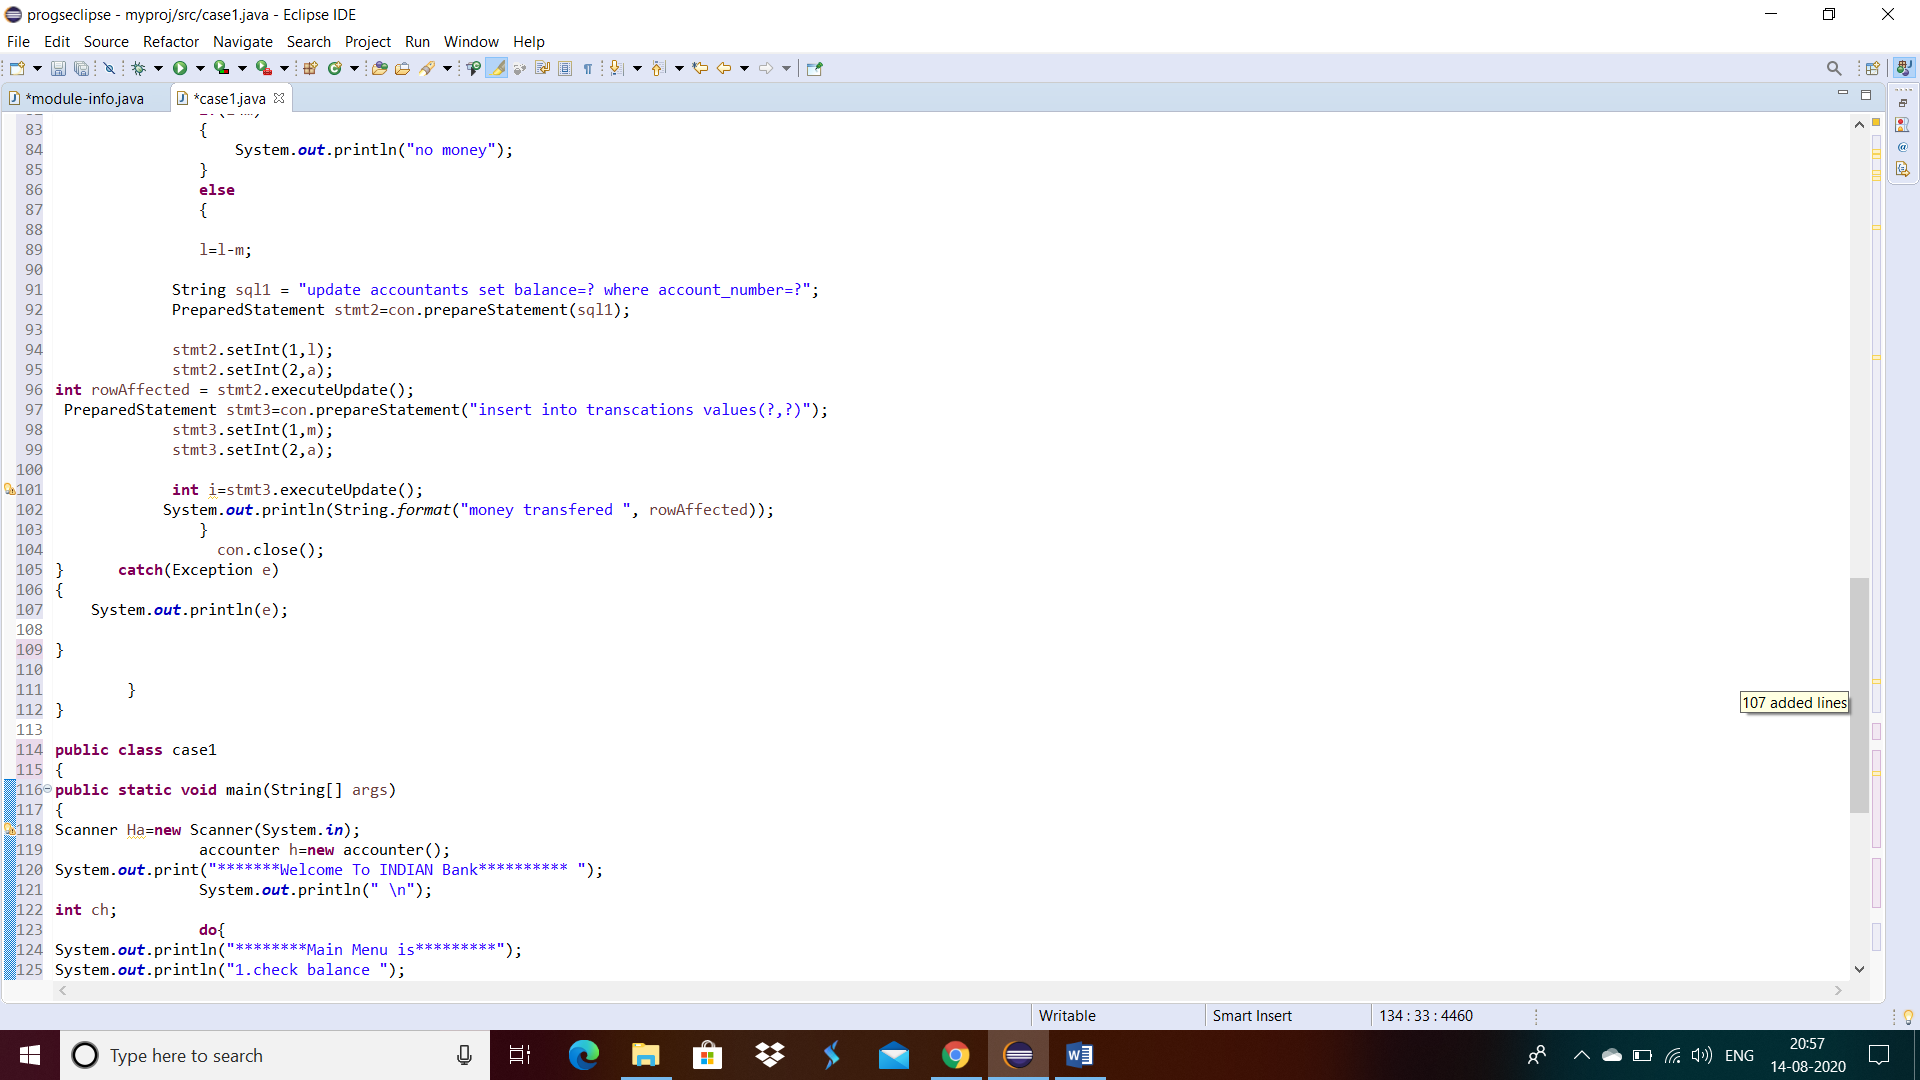 progseclipse - myproj/src/case1.java - Eclipse IDE
File Edit Source Refactor Navigate Search Project Run Window Help
*module-info.java *case1.java
83 {
84 System.out.println("no money");
85 }
86 else
87 {
88
89 l=l-m;
90
91 String sql1 = "update accountants set balance=? where account_number=?";
92 PreparedStatement stmt2=con.prepareStatement(sql1);
93
94 stmt2.setInt(1,l);
95 stmt2.setInt(2,a);
96 int rowAffected = stmt2.executeUpdate();
97 PreparedStatement stmt3=con.prepareStatement("insert into transcations values(?,?)");
98 stmt3.setInt(1,m);
99 stmt3.setInt(2,a);
100
101 int i=stmt3.executeUpdate();
102 System.out.println(String.format("money transfered ", rowAffected));
103 }
104 con.close();
105 } catch(Exception e)
106 {
107 System.out.println(e);
108
109 }
110
111 }
112 }
113
114 public class case1
115 {
116 public static void main(String[] args)
117 {
118 Scanner Ha=new Scanner(System.in);
119 accounter h=new accounter();
120 System.out.print("*******Welcome To INDIAN Bank********** ");
121 System.out.println(" \n");
122 int ch;
123 do{
124 System.out.println("********Main Menu is*********");
125 System.out.println("1.check balance ");
107 added lines
Writable Smart Insert 134 : 33 : 4460
Type here to search
ENG
20:57
14-08-2020